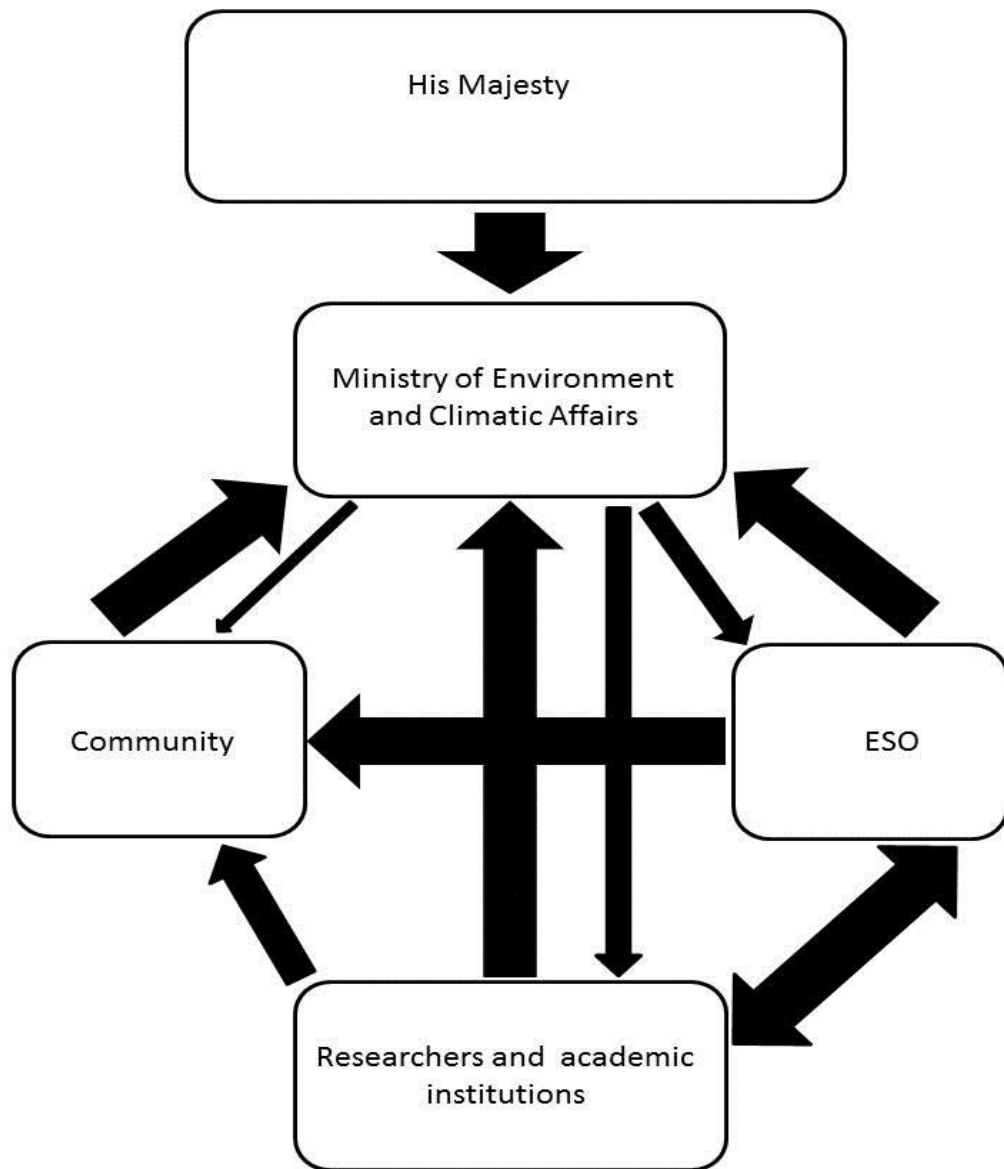 His Majesty
Ministry of Environment
and Climatic Affairs
Community
ESO
Researchers and academic
institutions